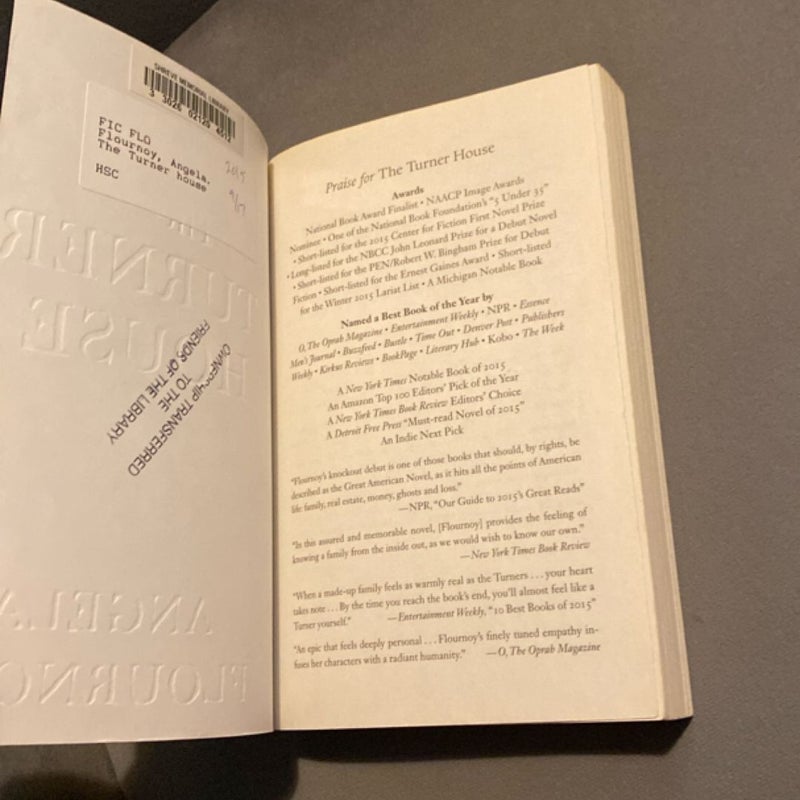 SHREVE MEMORIAL LIBRARY
3 3026 02120 4512
FIC FLO
Flournoy, Angela.
The Turner house
HSC
2015
9/17
THE
TURNER
HOUSE
OWNERSHIP TRANSFERRED
TO THE
FRIENDS OF THE LIBRARY
ANGELA
FLOURNO
Praise for The Turner House
Awards
National Book Award Finalist • NAACP Image Awards
Nominee • One of the National Book Foundation's "5 Under 35"
• Short-listed for the 2015 Center for Fiction First Novel Prize
• Long-listed for the NBCC John Leonard Prize for a Debut Novel
• Short-listed for the PEN/Robert W. Bingham Prize for Debut
Fiction • Short-listed for the Ernest Gaines Award • Short-listed
for the Winter 2015 Lariat List • A Michigan Notable Book
Named a Best Book of the Year by
O, The Oprah Magazine • Entertainment Weekly • NPR • Essence
Men's Journal • Buzzfeed • Bustle • Time Out • Denver Post • Publishers
Weekly • Kirkus Reviews • BookPage • Literary Hub • Kobo • The Week
A New York Times Notable Book of 2015
An Amazon Top 100 Editors' Pick of the Year
A New York Times Book Review Editors' Choice
A Detroit Free Press "Must-read Novel of 2015"
An Indie Next Pick
"Flournoy's knockout debut is one of those books that should, by rights, be
described as the Great American Novel, as it hits all the points of American
life: family, real estate, money, ghosts and loss."
—NPR, "Our Guide to 2015's Great Reads"
"In this assured and memorable novel, [Flournoy] provides the feeling of
knowing a family from the inside out, as we would wish to know our own."
—New York Times Book Review
"When a made-up family feels as warmly real as the Turners . . . your heart
takes note . . . By the time you reach the book's end, you'll almost feel like a
Turner yourself." —Entertainment Weekly, "10 Best Books of 2015"
"An epic that feels deeply personal . . . Flournoy's finely tuned empathy in-
fuses her characters with a radiant humanity." —O, The Oprah Magazine